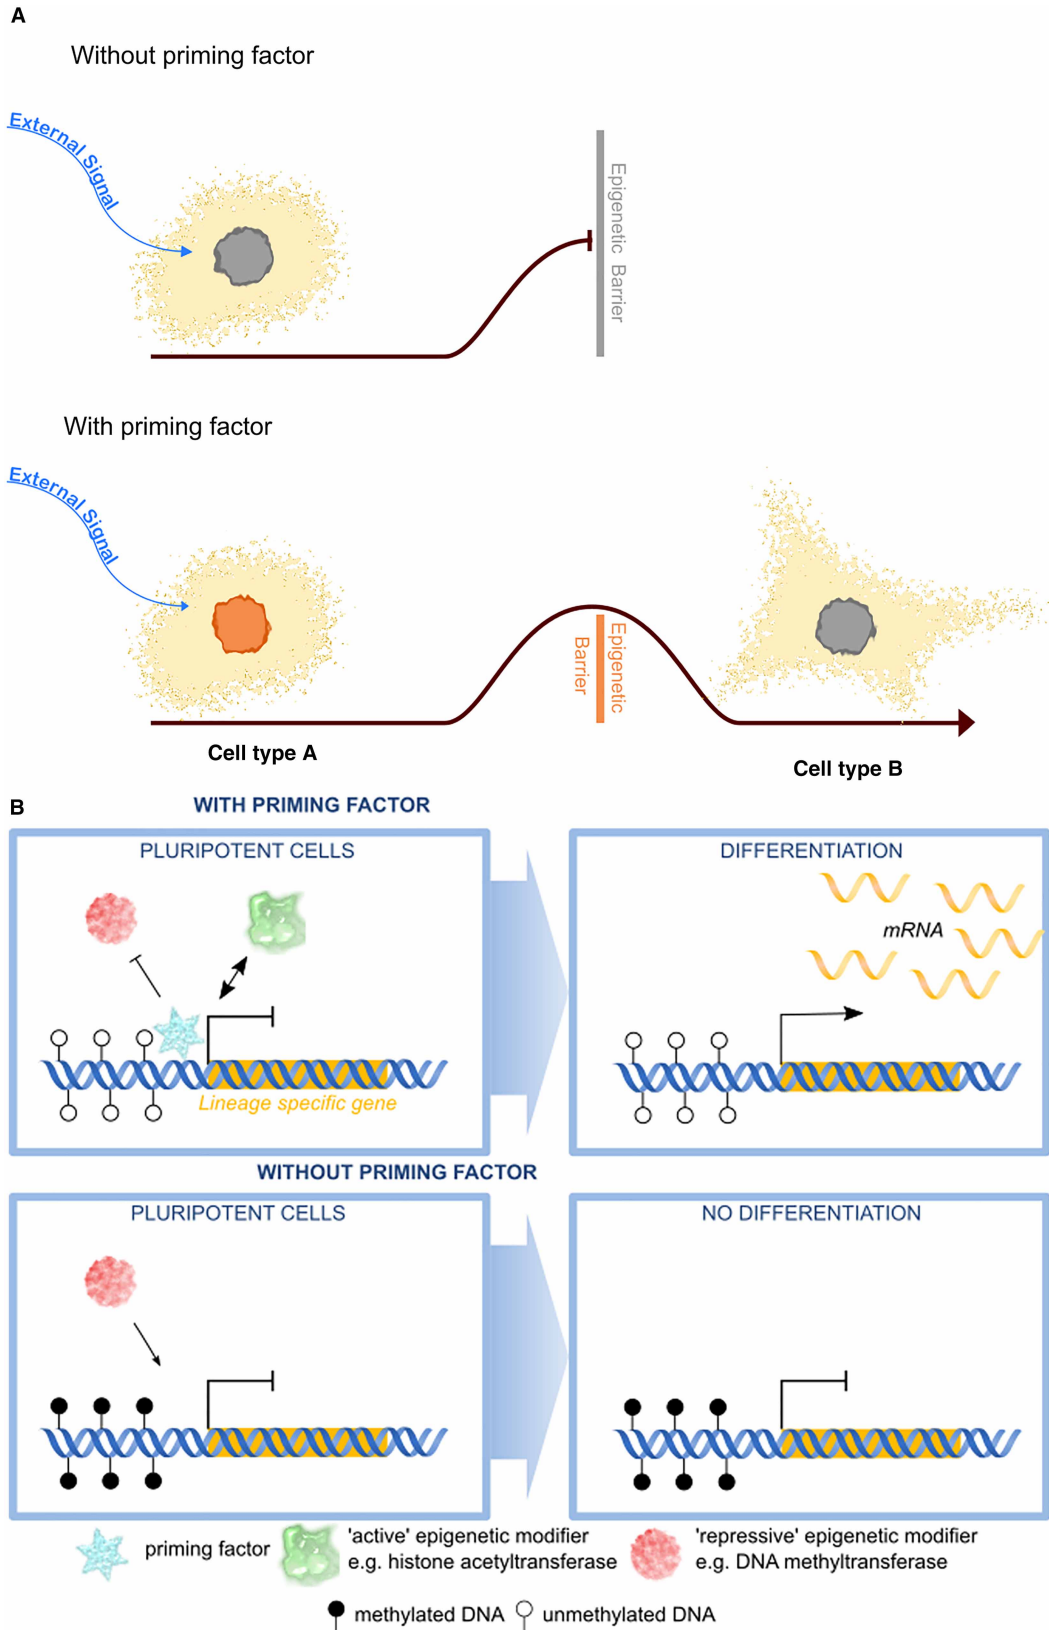 A
Without priming factor
External Signal
Epigenetic Barrier
With priming factor
External Signal
Epigenetic
Barrier
Cell type A
Cell type B
B
WITH PRIMING FACTOR
PLURIPOTENT CELLS
DIFFERENTIATION
mRNA
Lineage specific gene
WITHOUT PRIMING FACTOR
PLURIPOTENT CELLS
NO DIFFERENTIATION
priming factor
'active' epigenetic modifier
e.g. histone acetyltransferase
'repressive' epigenetic modifier
e.g. DNA methyltransferase
methylated DNA
unmethylated DNA